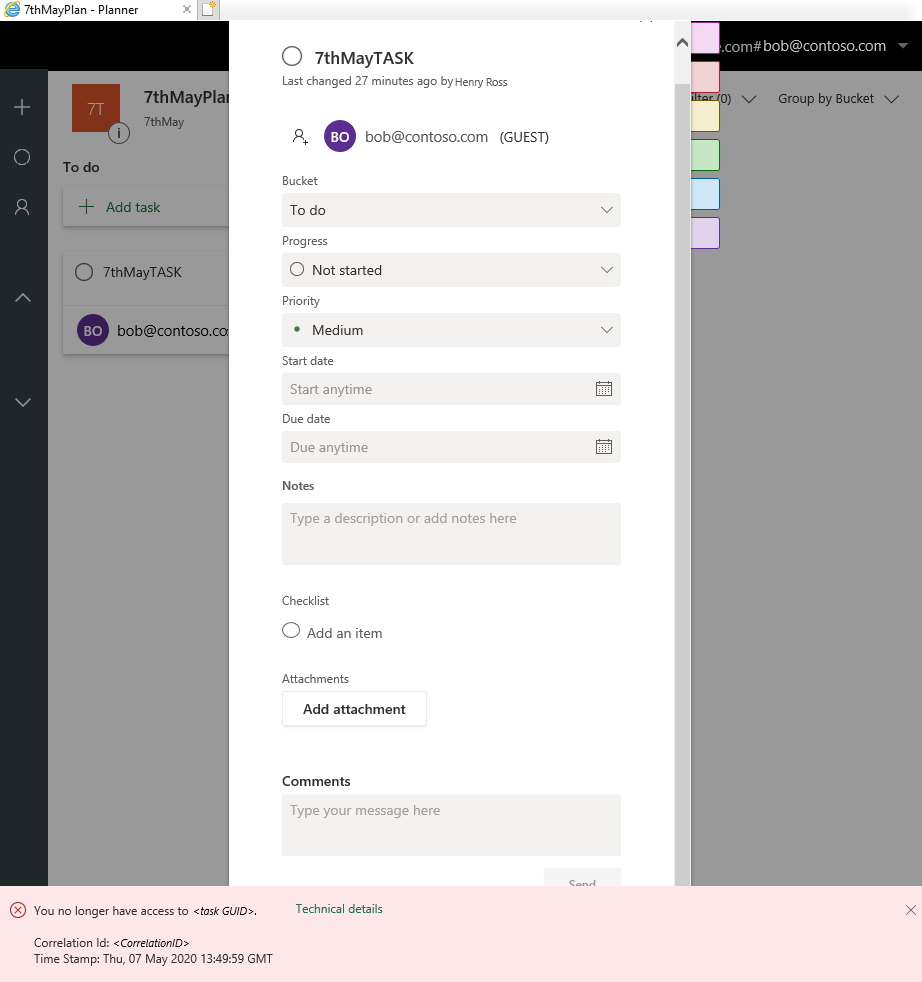 7thMayPlan - Planner
e.com# bob@contoso.com
7T
7thMayPla
7thMay
(0)
Group by Bucket
To do
Add task
7thMayTASK
BO bob@contoso.co
7thMayTASK
Last changed 27 minutes ago by Henry Ross
BO bob@contoso.com (GUEST)
Bucket
To do
Progress
Not started
Priority
Medium
Start date
Start anytime
Due date
Due anytime
Notes
Type a description or add notes here
Checklist
Add an item
Attachments
Add attachment
Comments
Type your message here
Send
You no longer have access to <task GUID>. Technical details
Correlation Id: <CorrelationID>
Time Stamp: Thu, 07 May 2020 13:49:59 GMT